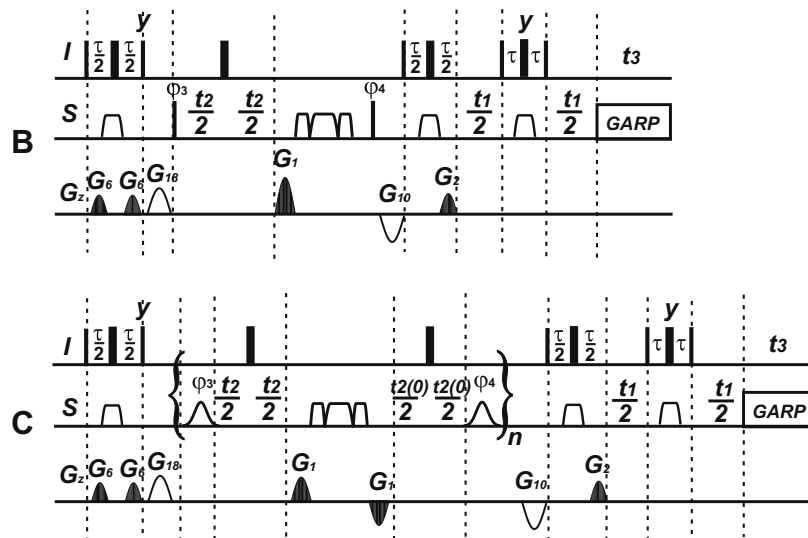 y y
I τ/2 τ/2 τ/2 τ/2 τ τ t3
φ3 φ4
S t2/2 t2/2 t1/2 t1/2 GARP
B
Gz G6 G6 G18 G1 G10 G2
y y
I τ/2 τ/2 τ/2 τ/2 τ τ t3
S { φ3 t2/2 t2/2 t2(0)/2 t2(0)/2 φ4 }n t1/2 t1/2 GARP
C
Gz G6 G6 G18 G1 G1 G10 G2